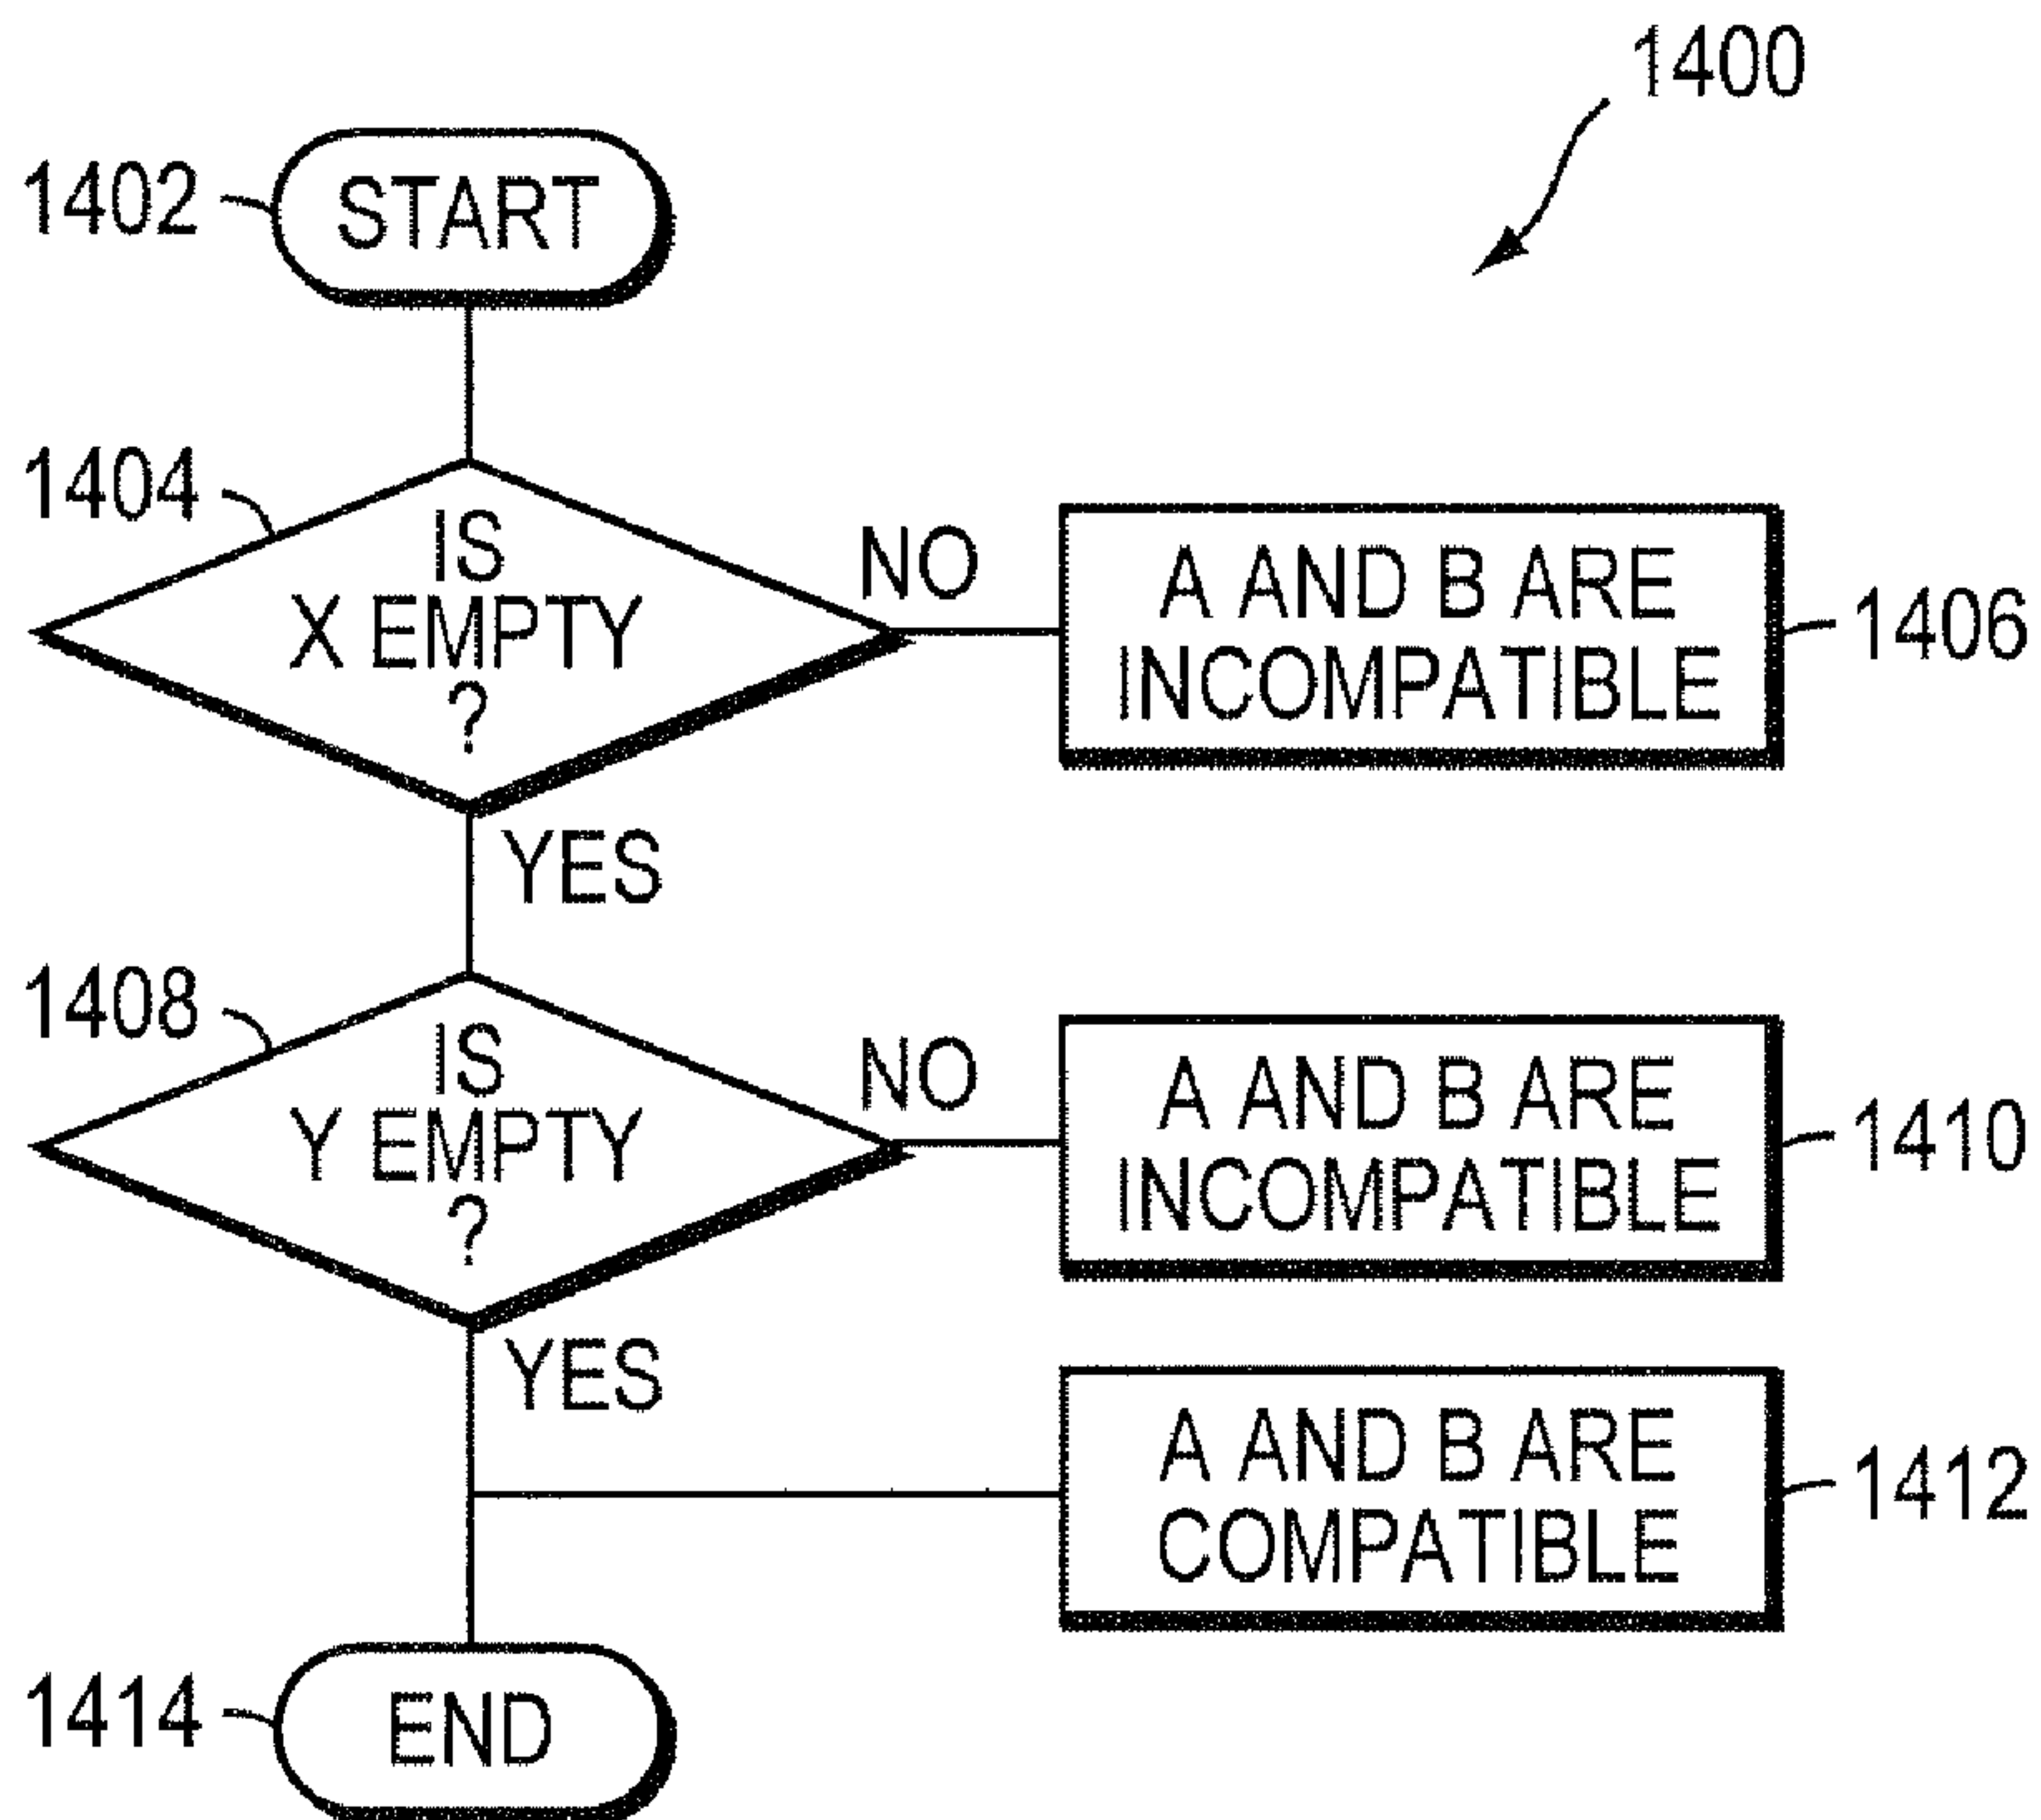 1400
1402
START
1404
IS
X EMPTY
?
NO
A AND B ARE
INCOMPATIBLE
1406
YES
1408
IS
Y EMPTY
?
NO
A AND B ARE
INCOMPATIBLE
1410
YES
A AND B ARE
COMPATIBLE
1412
1414
END